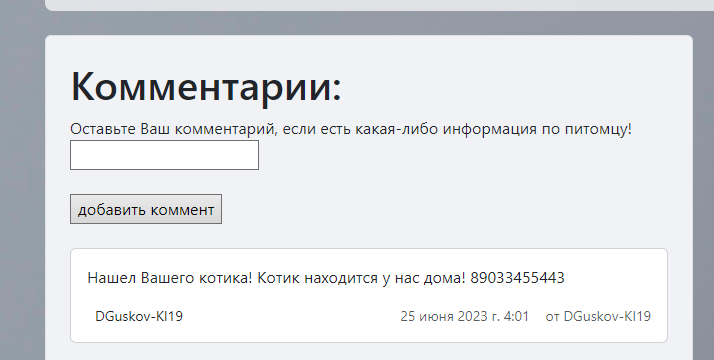 Комментарии:
Оставьте Ваш комментарий, если есть какая-либо информация по питомцу!
добавить коммент
Нашел Вашего котика! Котик находится у нас дома! 89033455443
DGuskov-KI19 25 июня 2023 г. 4:01 от DGuskov-KI19